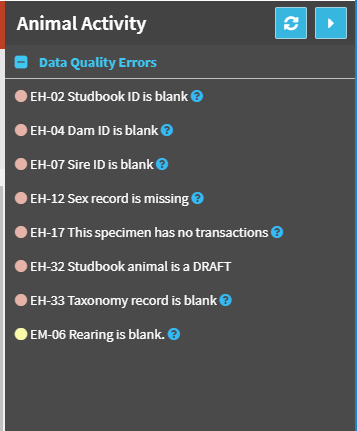 Animal Activity
Data Quality Errors
EH-02 Studbook ID is blank
EH-04 Dam ID is blank
EH-07 Sire ID is blank
EH-12 Sex record is missing
EH-17 This specimen has no transactions
EH-32 Studbook animal is a DRAFT
EH-33 Taxonomy record is blank
EM-06 Rearing is blank.